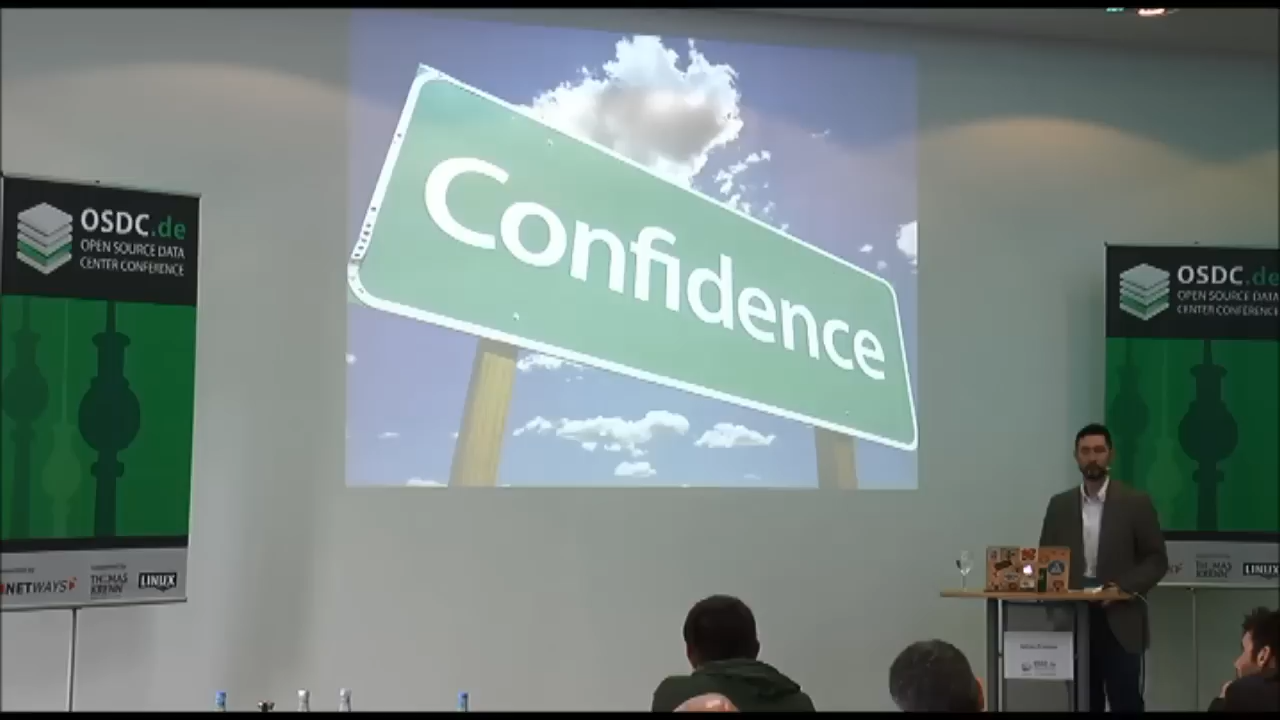 Confidence
OSDC.de
OPEN SOURCE DATA
CENTER CONFERENCE
NETWAYS
THOMAS
KRENN
LINUX
OSDC.de
OPEN SOURCE DATA
CENTER CONFERENCE
THOMAS
KRENN
LINUX